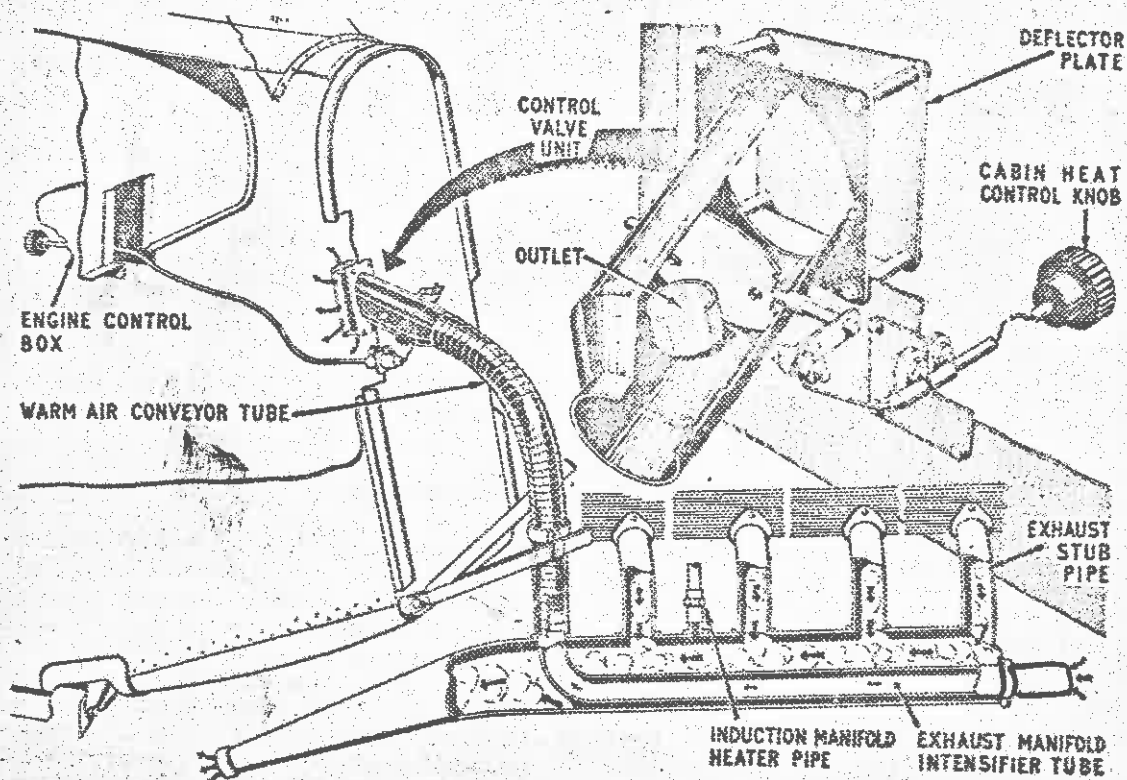 DEFLECTOR
PLATE
CONTROL
VALVE
UNIT
CABIN HEAT
CONTROL KNOB
OUTLET
ENGINE CONTROL
BOX
WARM AIR CONVEYOR TUBE
EXHAUST
STUB
PIPE
INDUCTION MANIFOLD
HEATER PIPE
EXHAUST MANIFOLD
INTENSIFIER TUBE